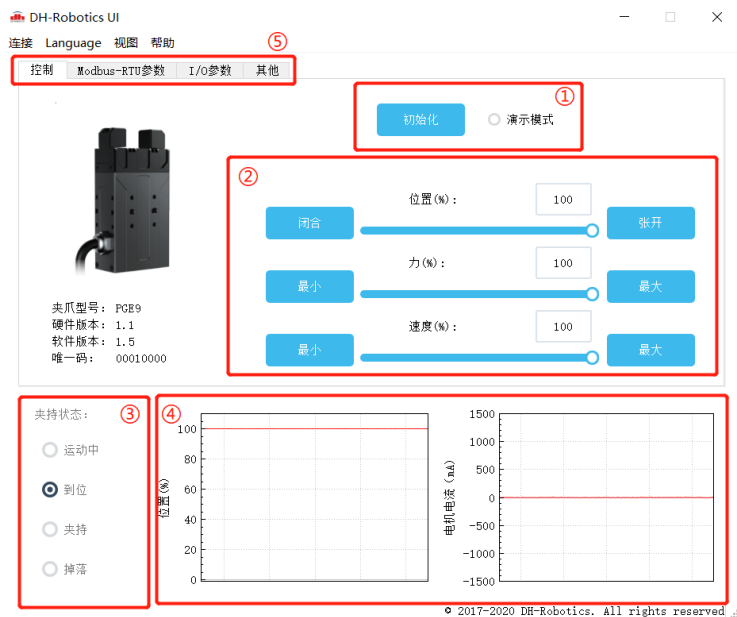 DH-Robotics UI
连接 Language 视图 帮助
⑤
控制 Modbus-RTU参数 I/O参数 其他
①
初始化 演示模式
②
位置(%): 100
闭合 张开
力(%): 100
最小 最大
速度(%): 100
最小 最大
夹爪型号: PGE9
硬件版本: 1.1
软件版本: 1.5
唯一码: 00010000
夹持状态: ③
运动中
到位
夹持
掉落
④
位置(%)
100
80
60
40
20
0
电机电流 (mA)
1500
1000
500
0
-500
-1000
-1500
© 2017-2020 DH-Robotics. All rights reserved